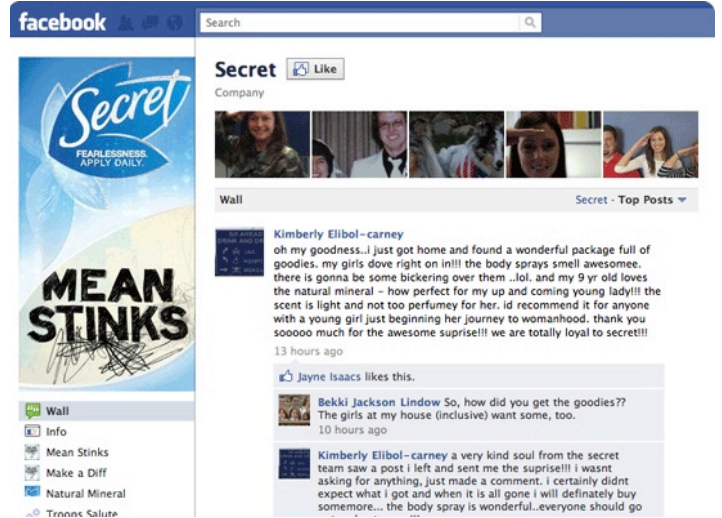 facebook
Search
Secret
FEARLESSNESS.
APPLY DAILY.
MEAN
STINKS
Wall
Info
Mean Stinks
Make a Diff
Natural Mineral
Troops Salute
Secret Like
Company
Wall
Secret · Top Posts
Kimberly Elibol-carney
oh my goodness..i just got home and found a wonderful package full of
goodies. my girls dove right on in!!! the body sprays smell awesomee.
there is gonna be some bickering over them ..lol. and my 9 yr old loves
the natural mineral - how perfect for my up and coming young lady!!! the
scent is light and not too perfumey for her. id recommend it for anyone
with a young girl just beginning her journey to womanhood. thank you
sooooo much for the awesome suprise!!! we are totally loyal to secret!!!
13 hours ago
Jayne Isaacs likes this.
Bekki Jackson Lindow So, how did you get the goodies??
The girls at my house (inclusive) want some, too.
10 hours ago
Kimberly Elibol-carney a very kind soul from the secret
team saw a post i left and sent me the suprise!!! i wasnt
asking for anything, just made a comment. i certainly didnt
expect what i got and when it is all gone i will definately buy
somemore... the body spray is wonderful..everyone should go